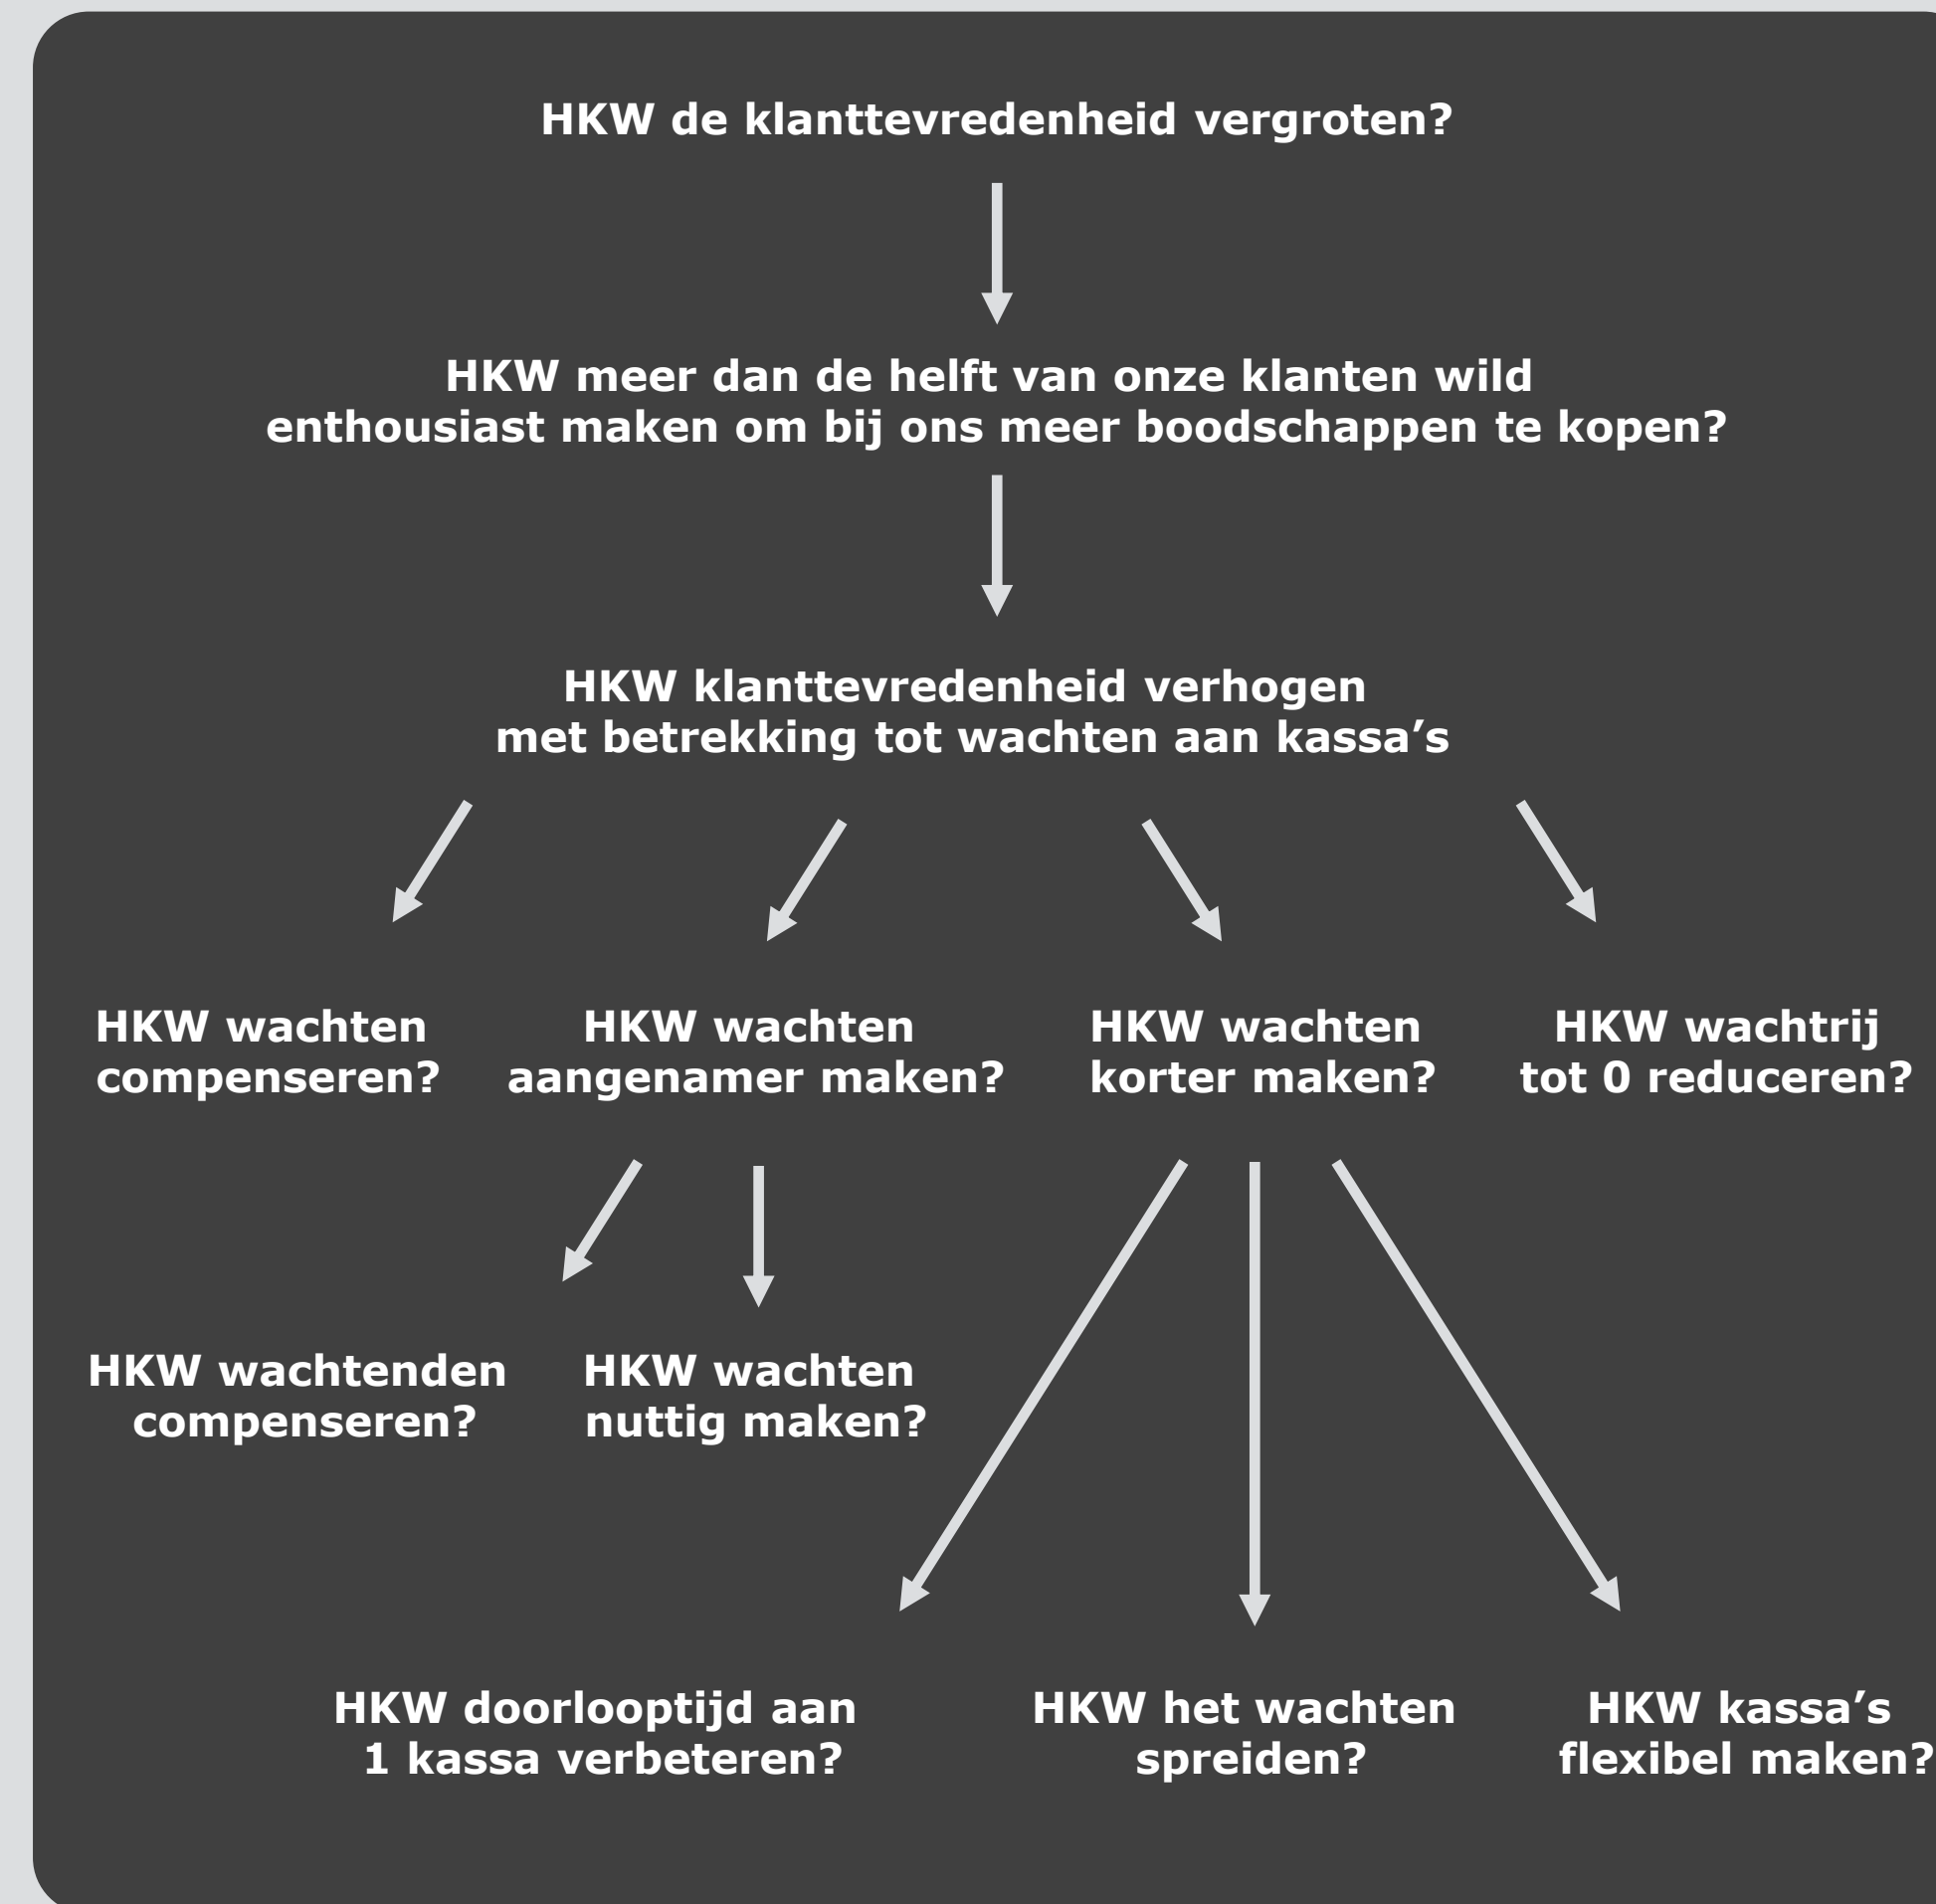 HKW de klanttevredenheid vergroten?
HKW meer dan de helft van onze klanten wild
enthousiast maken om bij ons meer boodschappen te kopen?
HKW klanttevredenheid verhogen
met betrekking tot wachten aan kassa’s
HKW wachten
compenseren?
HKW wachten
aangenamer maken?
HKW wachten
korter maken?
HKW wachtrij
tot 0 reduceren?
HKW wachtenden
compenseren?
HKW wachten
nuttig maken?
HKW doorlooptijd aan
1 kassa verbeteren?
HKW het wachten
spreiden?
HKW kassa’s
flexibel maken?